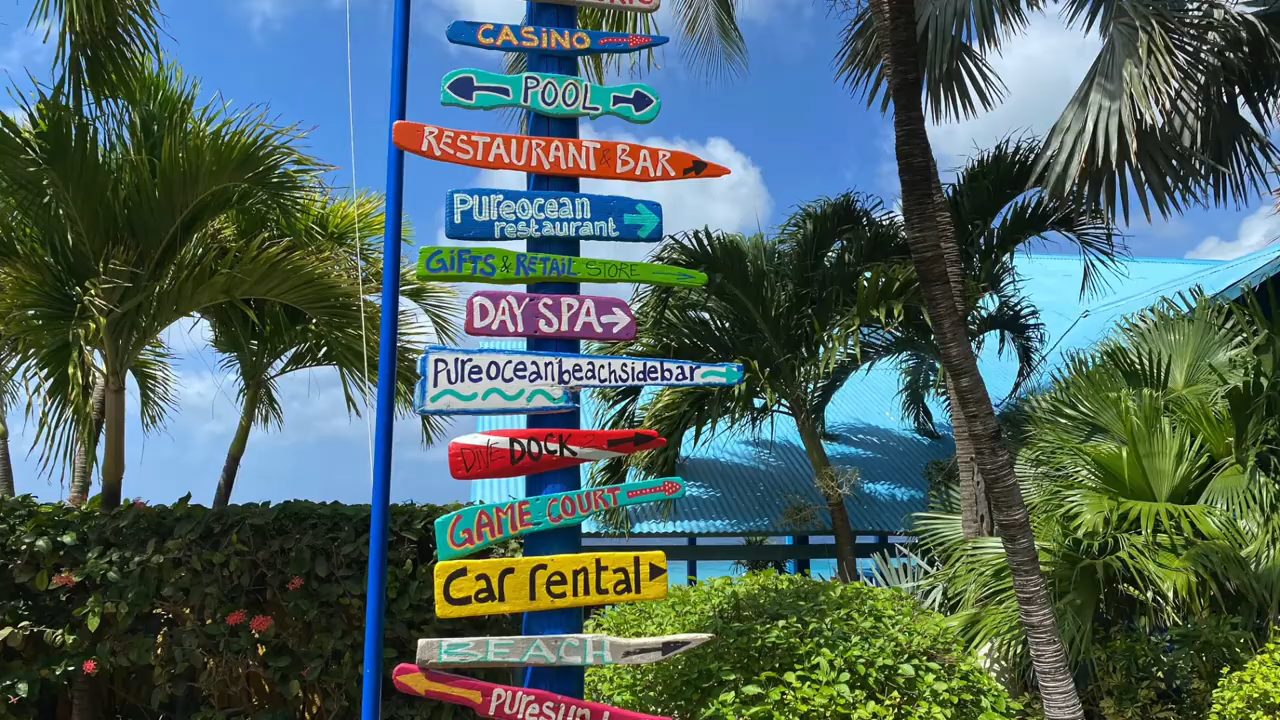 CASINO
POOL
RESTAURANT & BAR
Pureocean
restaurant
GIFTS & RETAIL STORE
DAY SPA
Pureoceanbeachsidebar
DIVE DOCK
GAME COURT
Car rental
BEACH